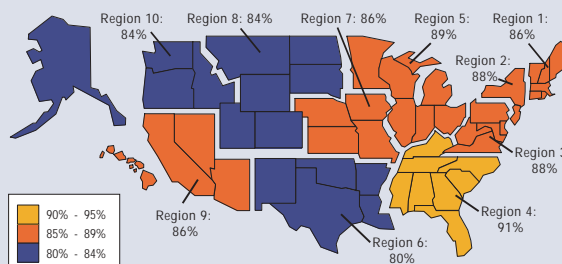 Region 10:
84%
Region 8: 84%
Region 7: 86%
Region 5:
89%
Region 1:
86%
Region 2:
88%
Region 3
88%
Region 9:
86%
Region 4:
91%
Region 6:
80%
90% - 95%
85% - 89%
80% - 84%